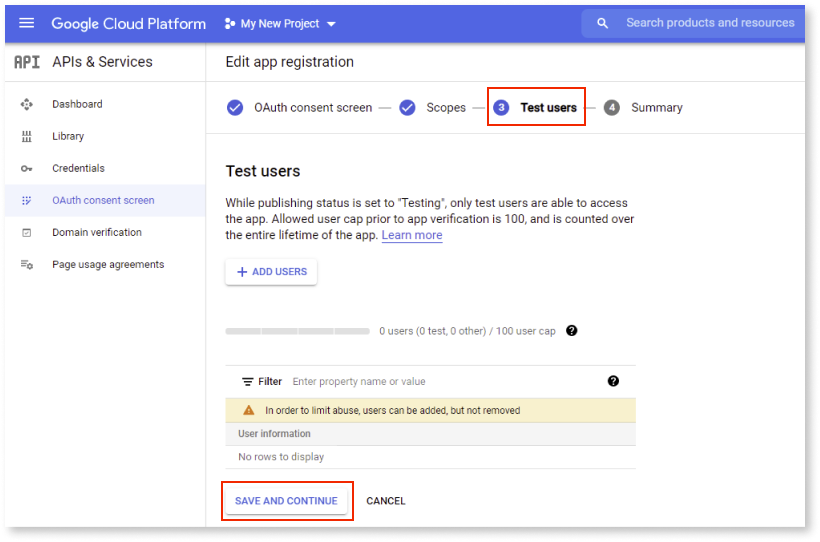 Google Cloud Platform
My New Project
Search products and resources
API APIs & Services
Edit app registration
Dashboard
Library
Credentials
OAuth consent screen
Domain verification
Page usage agreements
OAuth consent screen
Scopes
3 Test users
4 Summary
Test users
While publishing status is set to "Testing", only test users are able to access
the app. Allowed user cap prior to app verification is 100, and is counted over
the entire lifetime of the app. Learn more
+ ADD USERS
0 users (0 test, 0 other) / 100 user cap ?
Filter Enter property name or value ?
In order to limit abuse, users can be added, but not removed
User information
No rows to display
SAVE AND CONTINUE
CANCEL